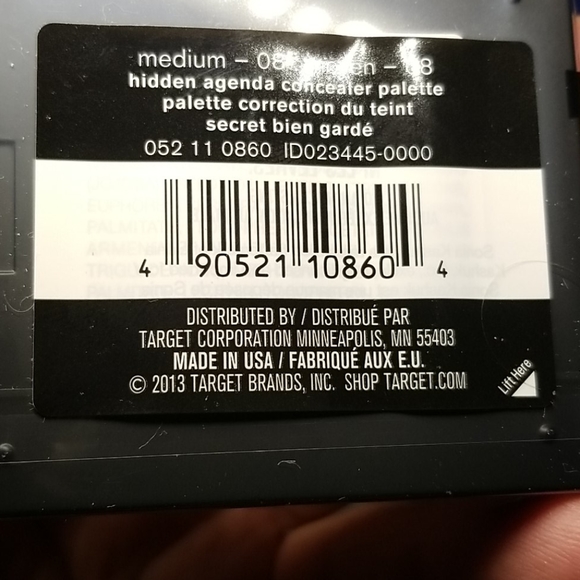 medium – 08 – 08
hidden agenda concealer palette
palette correction du teint
secret bien gardé
052 11 0860 ID023445-0000
4 90521 10860 4
DISTRIBUTED BY / DISTRIBUÉ PAR
TARGET CORPORATION MINNEAPOLIS, MN 55403
MADE IN USA / FABRIQUÉ AUX E.U.
© 2013 TARGET BRANDS, INC. SHOP TARGET.COM
Lift Here